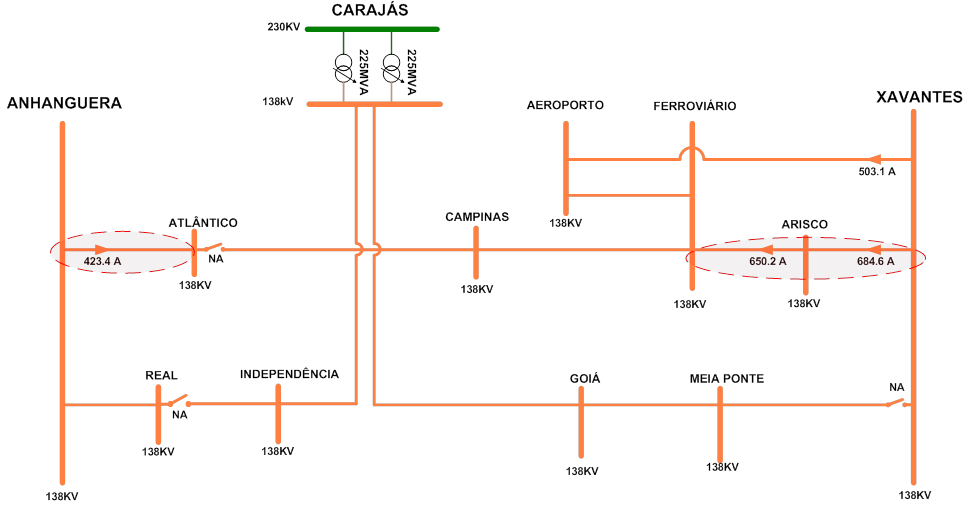 CARAJÁS
230KV
225MVA
225MVA
138kV
ANHANGUERA
XAVANTES
AEROPORTO
FERROVIÁRIO
503.1 A
138KV
ATLÂNTICO
CAMPINAS
ARISCO
423.4 A
NA
650.2 A
684.6 A
138KV
138KV
138KV
138KV
REAL
INDEPENDÊNCIA
GOIÁ
MEIA PONTE
NA
NA
138KV
138KV
138KV
138KV
138KV
138KV